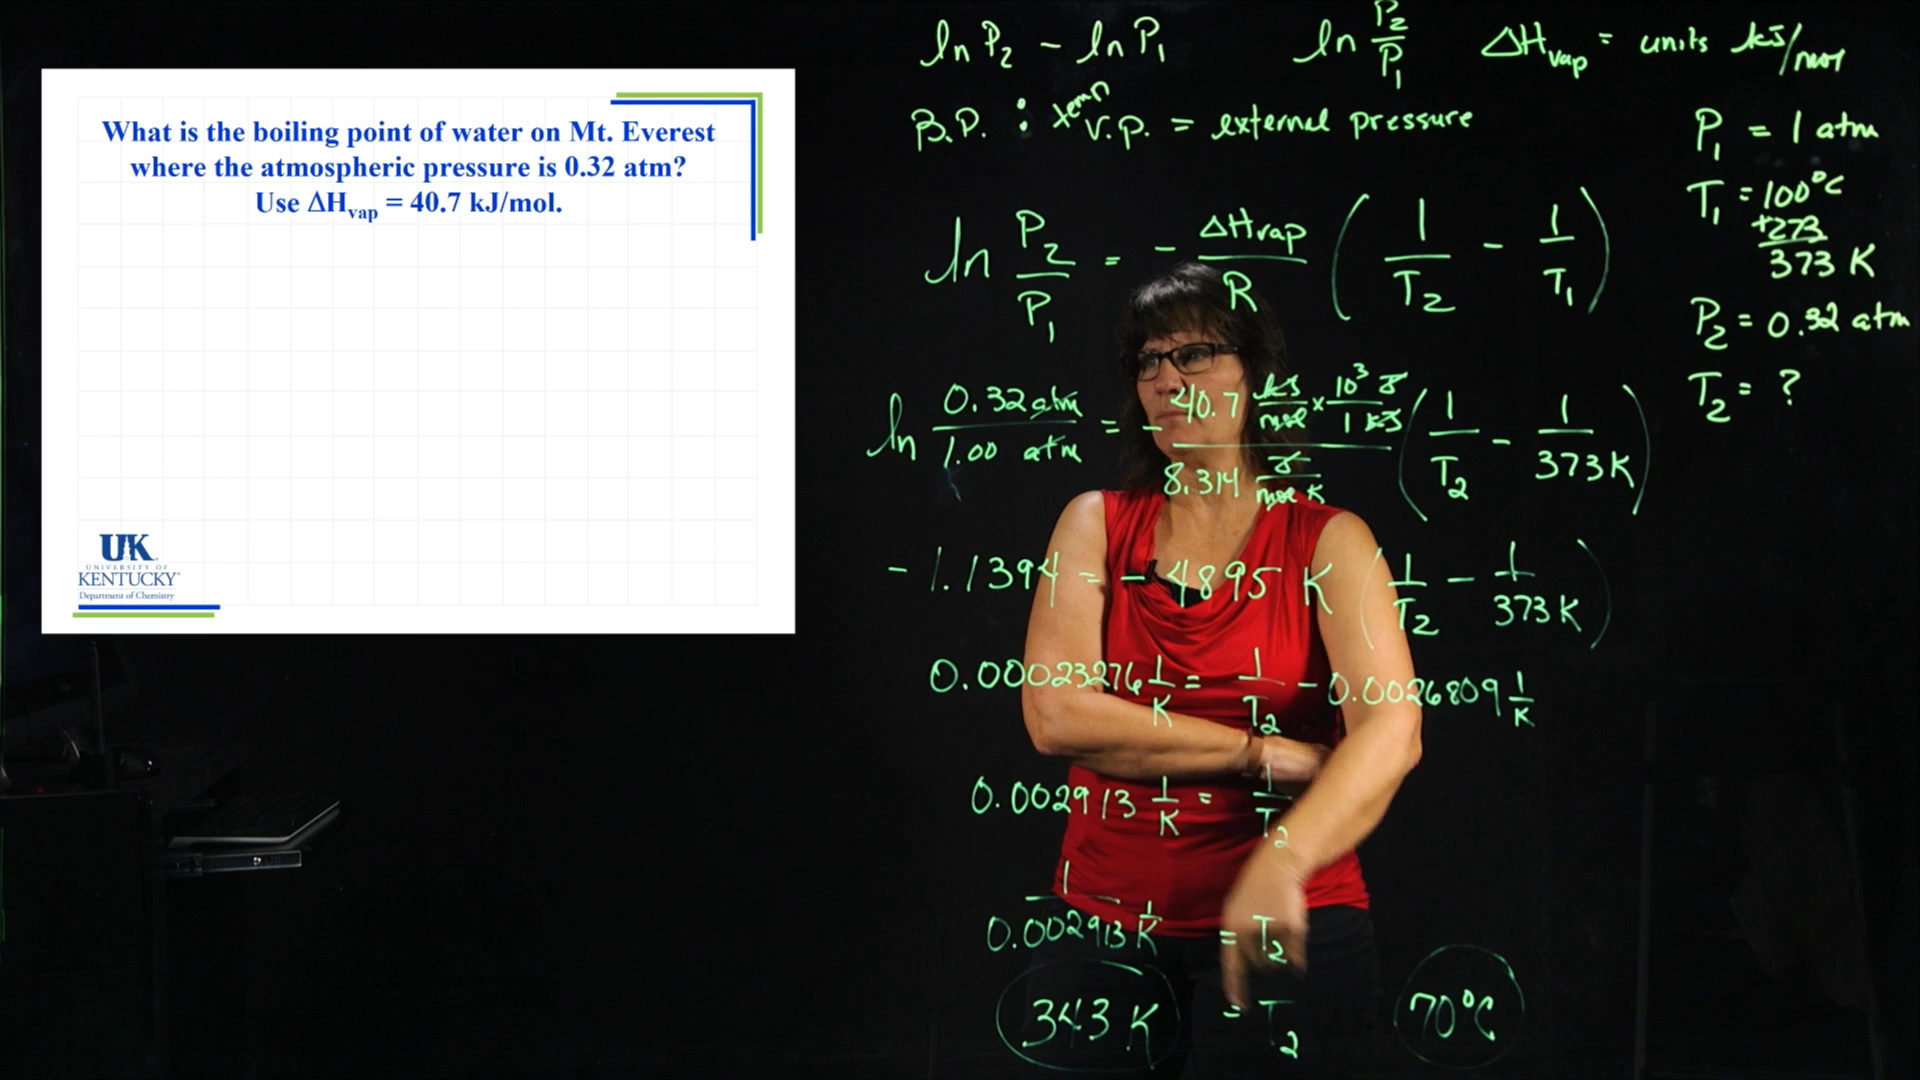 What is the boiling point of water on Mt. Everest
where the atmospheric pressure is 0.32 atm?
Use ΔHvap = 40.7 kJ/mol.
UK
UNIVERSITY OF
KENTUCKY
Department of Chemistry
ln P2 - ln P1    ln P2/P1    ΔHvap = units kJ/mol
B.P. : temp V.P. = external pressure
P1 = 1 atm
T1 = 100°C
+273
373 K
P2 = 0.32 atm
T2 = ?
ln P2/P1 = - ΔHvap/R (1/T2 - 1/T1)
ln 0.32 atm/1.00 atm = - 40.7 kJ/mol × 10³ J/1 kJ / 8.314 J/mol K (1/T2 - 1/373K)
-1.1394 = -4895 K (1/T2 - 1/373K)
0.00023276 1/K = 1/T2 - 0.0026809 1/K
0.002913 1/K = 1/T2
1/0.002913 1/K = T2
343 K = T2    70°C